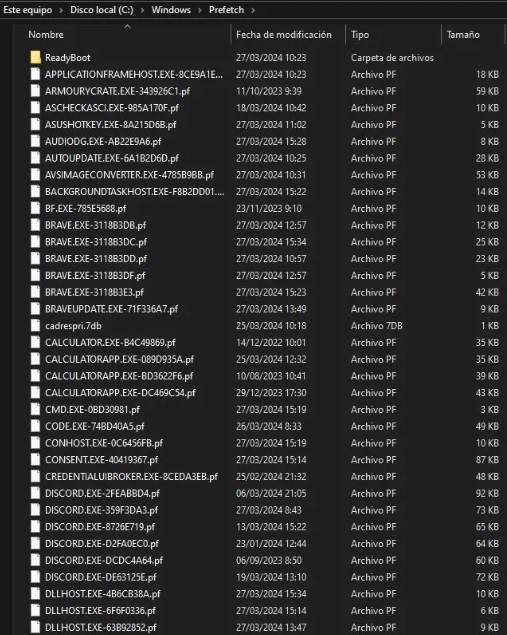 Este equipo > Disco local (C:) > Windows > Prefetch >
Nombre Fecha de modificación Tipo Tamaño
ReadyBoot 27/03/2024 10:23 Carpeta de archivos
APPLICATIONFRAMEHOST.EXE-8CE9A1E... 27/03/2024 10:23 Archivo PF 18 KB
ARMOURYCRATE.EXE-343926C1.pf 11/10/2023 9:39 Archivo PF 59 KB
ASCHECKASCI.EXE-985A170F.pf 18/03/2024 10:42 Archivo PF 10 KB
ASUSHOTKEY.EXE-8A215D6B.pf 27/03/2024 11:02 Archivo PF 5 KB
AUDIODG.EXE-AB22E9A6.pf 27/03/2024 15:28 Archivo PF 8 KB
AUTOUPDATE.EXE-6A1B2D6D.pf 27/03/2024 10:25 Archivo PF 28 KB
AVSIMAGECONVERTER.EXE-4785B9BB.pf 27/03/2024 10:31 Archivo PF 53 KB
BACKGROUNDTASKHOST.EXE-F8B2DD01.... 27/03/2024 15:22 Archivo PF 14 KB
BF.EXE-785E5688.pf 23/11/2023 9:10 Archivo PF 10 KB
BRAVE.EXE-3118B3DB.pf 27/03/2024 12:57 Archivo PF 12 KB
BRAVE.EXE-3118B3DC.pf 27/03/2024 15:34 Archivo PF 25 KB
BRAVE.EXE-3118B3DD.pf 27/03/2024 10:57 Archivo PF 23 KB
BRAVE.EXE-3118B3DF.pf 27/03/2024 12:57 Archivo PF 5 KB
BRAVE.EXE-3118B3E3.pf 27/03/2024 15:23 Archivo PF 42 KB
BRAVEUPDATE.EXE-71F336A7.pf 27/03/2024 13:49 Archivo PF 9 KB
cadrespri.7db 25/03/2024 10:18 Archivo 7DB 1 KB
CALCULATOR.EXE-B4C49869.pf 14/12/2022 10:01 Archivo PF 35 KB
CALCULATORAPP.EXE-089D935A.pf 25/03/2024 12:32 Archivo PF 35 KB
CALCULATORAPP.EXE-BD3622F6.pf 10/08/2023 10:41 Archivo PF 39 KB
CALCULATORAPP.EXE-DC469C54.pf 29/12/2023 17:30 Archivo PF 43 KB
CMD.EXE-0BD30981.pf 27/03/2024 15:19 Archivo PF 3 KB
CODE.EXE-74BD40A5.pf 26/03/2024 8:33 Archivo PF 49 KB
CONHOST.EXE-0C6456FB.pf 27/03/2024 15:19 Archivo PF 10 KB
CONSENT.EXE-40419367.pf 27/03/2024 15:14 Archivo PF 87 KB
CREDENTIALUIBROKER.EXE-8CEDA3EB.pf 25/02/2024 21:32 Archivo PF 48 KB
DISCORD.EXE-2FEABBD4.pf 06/03/2024 21:05 Archivo PF 92 KB
DISCORD.EXE-359F3DA3.pf 27/03/2024 8:43 Archivo PF 73 KB
DISCORD.EXE-8726E719.pf 13/03/2024 15:22 Archivo PF 65 KB
DISCORD.EXE-D2FA0EC0.pf 23/01/2024 12:44 Archivo PF 64 KB
DISCORD.EXE-DCDC4A64.pf 06/09/2023 8:50 Archivo PF 60 KB
DISCORD.EXE-DE63125E.pf 19/03/2024 13:10 Archivo PF 72 KB
DLLHOST.EXE-4B6CB38A.pf 27/03/2024 15:34 Archivo PF 10 KB
DLLHOST.EXE-6F6F0336.pf 27/03/2024 15:14 Archivo PF 6 KB
DLLHOST.EXE-63B92852.pf 27/03/2024 13:47 Archivo PF 9 KB